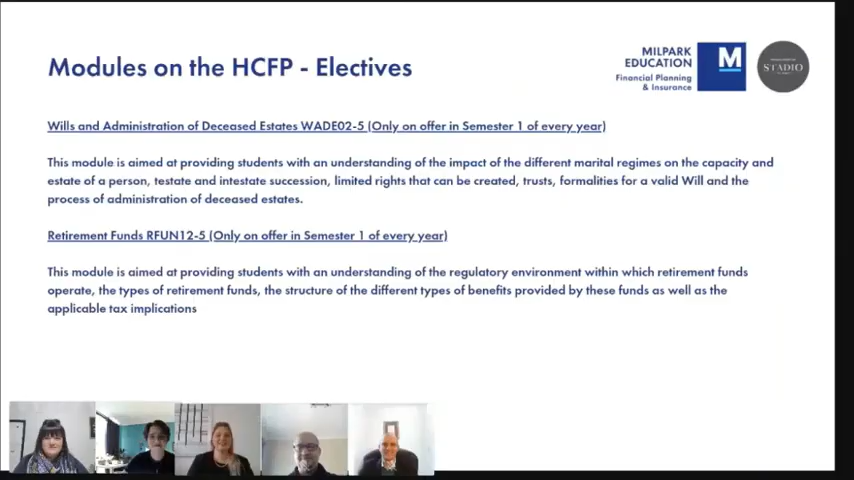 Modules on the HCFP - Electives
MILPARK
EDUCATION
Financial Planning
& Insurance
M
STADIO
Wills and Administration of Deceased Estates WADE02-5 (Only on offer in Semester 1 of every year)
This module is aimed at providing students with an understanding of the impact of the different marital regimes on the capacity and
estate of a person, testate and intestate succession, limited rights that can be created, trusts, formalities for a valid Will and the
process of administration of deceased estates.
Retirement Funds RFUN12-5 (Only on offer in Semester 1 of every year)
This module is aimed at providing students with an understanding of the regulatory environment within which retirement funds
operate, the types of retirement funds, the structure of the different types of benefits provided by these funds as well as the
applicable tax implications